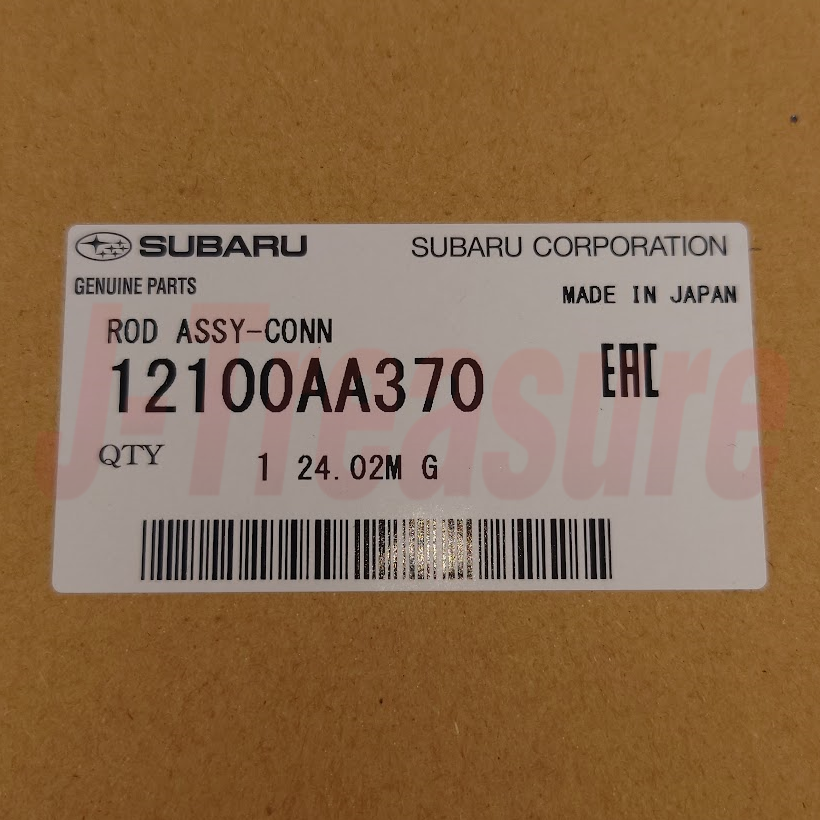 SUBARU SUBARU CORPORATION
GENUINE PARTS
MADE IN JAPAN
ROD ASSY-CONN
12100AA370
EAC
QTY 1 24.02M G
J-Treasure